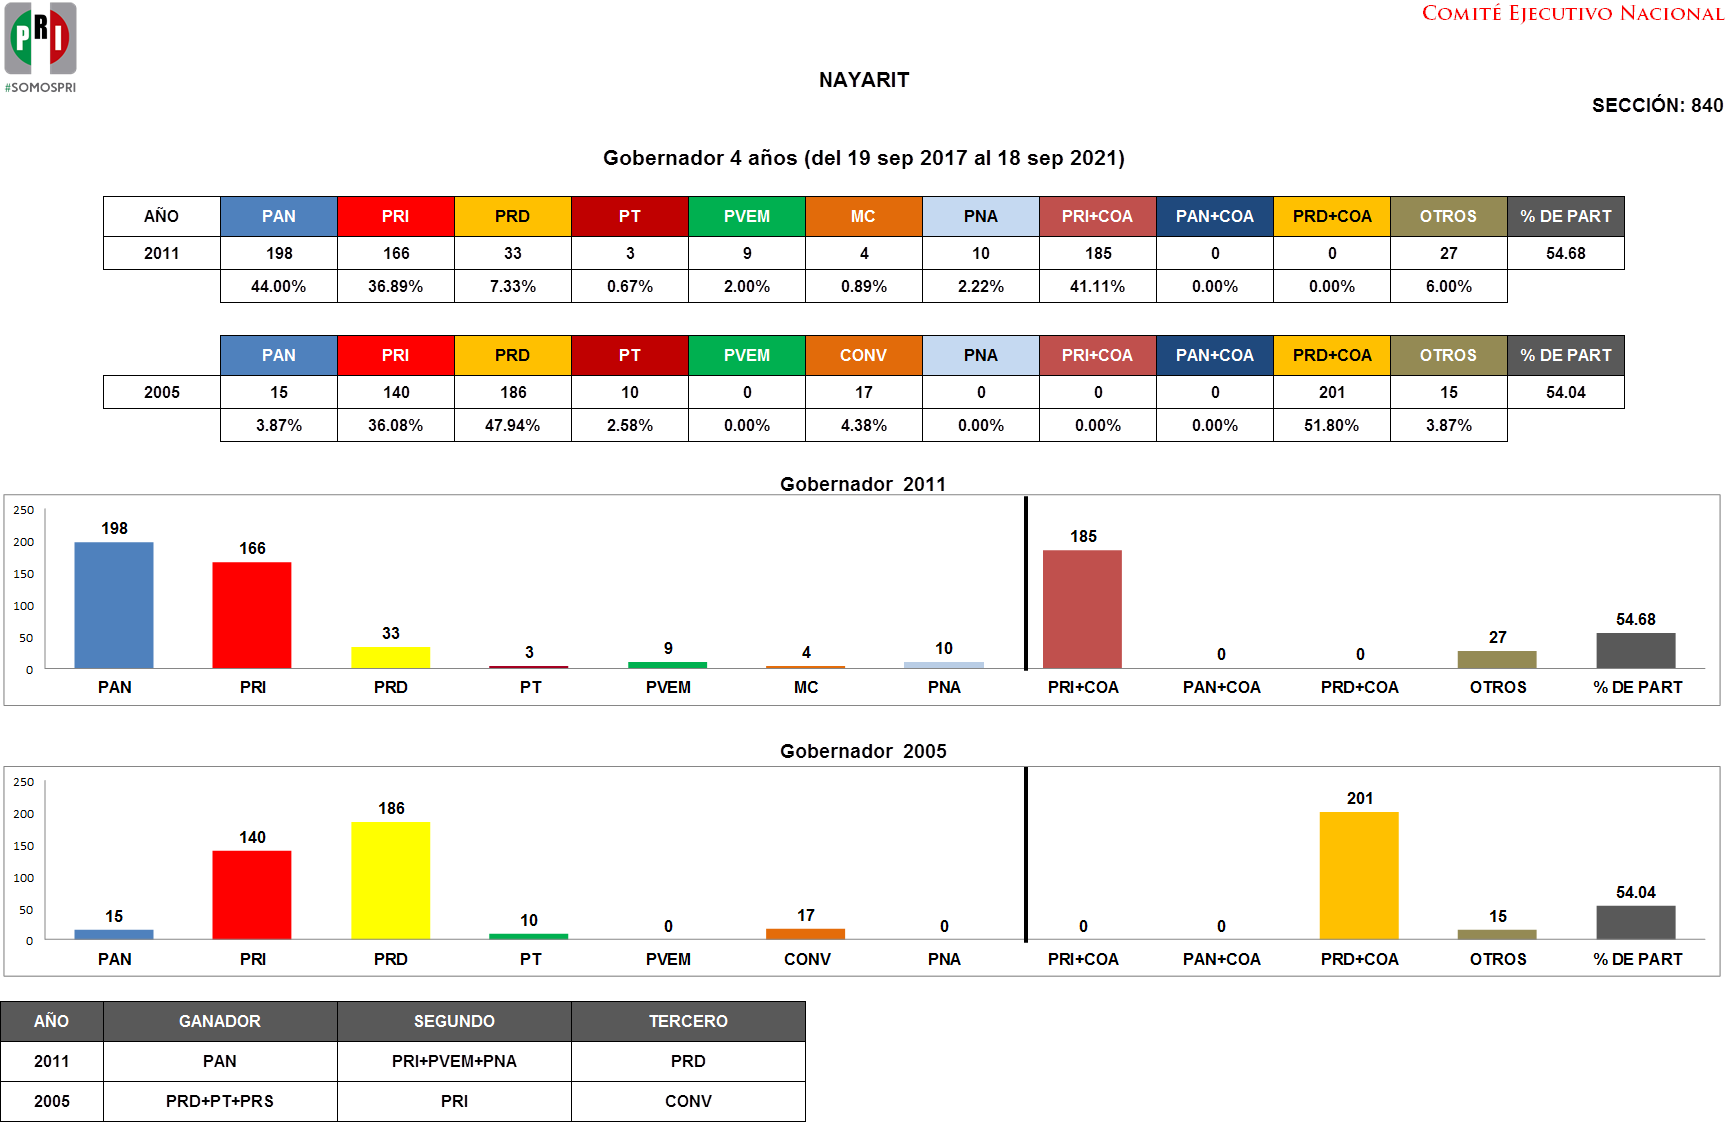 PRI
#SOMOSPRI
COMITÉ EJECUTIVO NACIONAL
NAYARIT
SECCIÓN: 840
Gobernador 4 años (del 19 sep 2017 al 18 sep 2021)
AÑO PAN PRI PRD PT PVEM MC PNA PRI+COA PAN+COA PRD+COA OTROS % DE PART
2011 198 166 33 3 9 4 10 185 0 0 27 54.68
44.00% 36.89% 7.33% 0.67% 2.00% 0.89% 2.22% 41.11% 0.00% 0.00% 6.00%
PAN PRI PRD PT PVEM CONV PNA PRI+COA PAN+COA PRD+COA OTROS % DE PART
2005 15 140 186 10 0 17 0 0 0 201 15 54.04
3.87% 36.08% 47.94% 2.58% 0.00% 4.38% 0.00% 0.00% 0.00% 51.80% 3.87%
Gobernador 2011
250
200
150
100
50
0
198 166 33 3 9 4 10 185 0 0 27 54.68
PAN PRI PRD PT PVEM MC PNA PRI+COA PAN+COA PRD+COA OTROS % DE PART
Gobernador 2005
250
200
150
100
50
0
15 140 186 10 0 17 0 0 0 201 15 54.04
PAN PRI PRD PT PVEM CONV PNA PRI+COA PAN+COA PRD+COA OTROS % DE PART
AÑO GANADOR SEGUNDO TERCERO
2011 PAN PRI+PVEM+PNA PRD
2005 PRD+PT+PRS PRI CONV